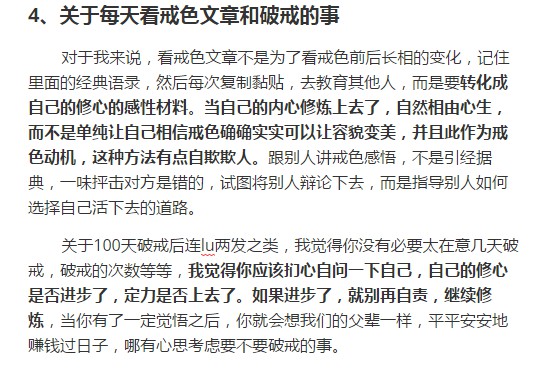 4、关于每天看戒色文章和破戒的事
对于我来说，看戒色文章不是为了看戒色前后长相的变化，记住
里面的经典语录，然后每次复制黏贴，去教育其他人，而是要转化成
自己的修心的感性材料。当自己的内心修炼上去了，自然相由心生，
而不是单纯让自己相信戒色确确实实可以让容貌变美，并且此作为戒
色动机，这种方法有点自欺欺人。跟别人讲戒色感悟，不是引经据
典，一味抨击对方是错的，试图将别人辩论下去，而是指导别人如何
选择自己活下去的道路。
关于100天破戒后连lu两发之类，我觉得你没有必要太在意几天破
戒，破戒的次数等等，我觉得你应该扪心自问一下自己，自己的修心
是否进步了，定力是否上去了。如果进步了，就别再自责，继续修
炼，当你有了一定觉悟之后，你就会想我们的父辈一样，平平安安地
赚钱过日子，哪有心思考虑要不要破戒的事。